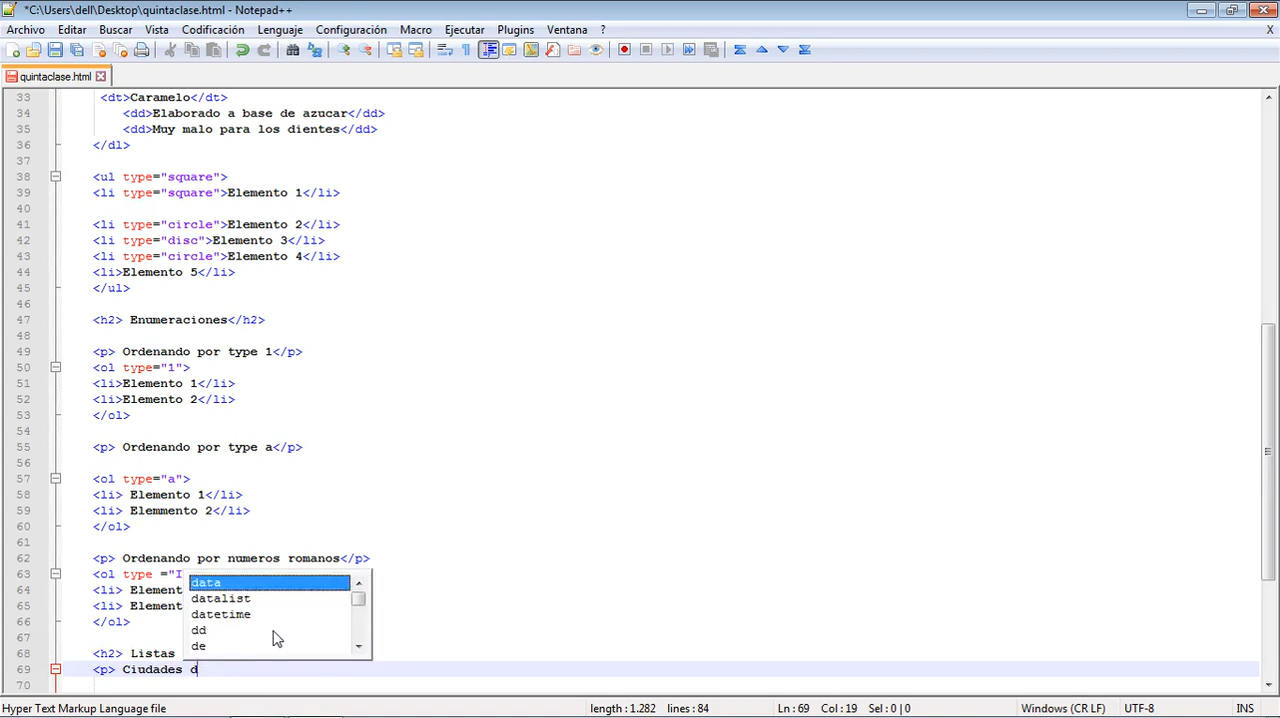 *C:\Users\dell\Desktop\quintaclase.html - Notepad++
Archivo Editar Buscar Vista Codificación Lenguaje Configuración Macro Ejecutar Plugins Ventana ? X
quintaclase.html
33 <dt>Caramelo</dt>
34 <dd>Elaborado a base de azucar</dd>
35 <dd>Muy malo para los dientes</dd>
36 </dl>
37
38 <ul type="square">
39 <li type="square">Elemento 1</li>
40
41 <li type="circle">Elemento 2</li>
42 <li type="disc">Elemento 3</li>
43 <li type="circle">Elemento 4</li>
44 <li>Elemento 5</li>
45 </ul>
46
47 <h2> Enumeraciones</h2>
48
49 <p> Ordenando por type 1</p>
50 <ol type="1">
51 <li>Elemento 1</li>
52 <li>Elemento 2</li>
53 </ol>
54
55 <p> Ordenando por type a</p>
56
57 <ol type="a">
58 <li> Elemento 1</li>
59 <li> Elemmento 2</li>
60 </ol>
61
62 <p> Ordenando por numeros romanos</p>
63 <ol type ="I
64 <li> Element
65 <li> Element
66 </ol>
67
68 <h2> Listas
69 <p> Ciudades d
70
data
datalist
datetime
dd
de
Hyper Text Markup Language file length : 1.282 lines : 84 Ln : 69 Col : 19 Sel : 0 | 0 Windows (CR LF) UTF-8 INS